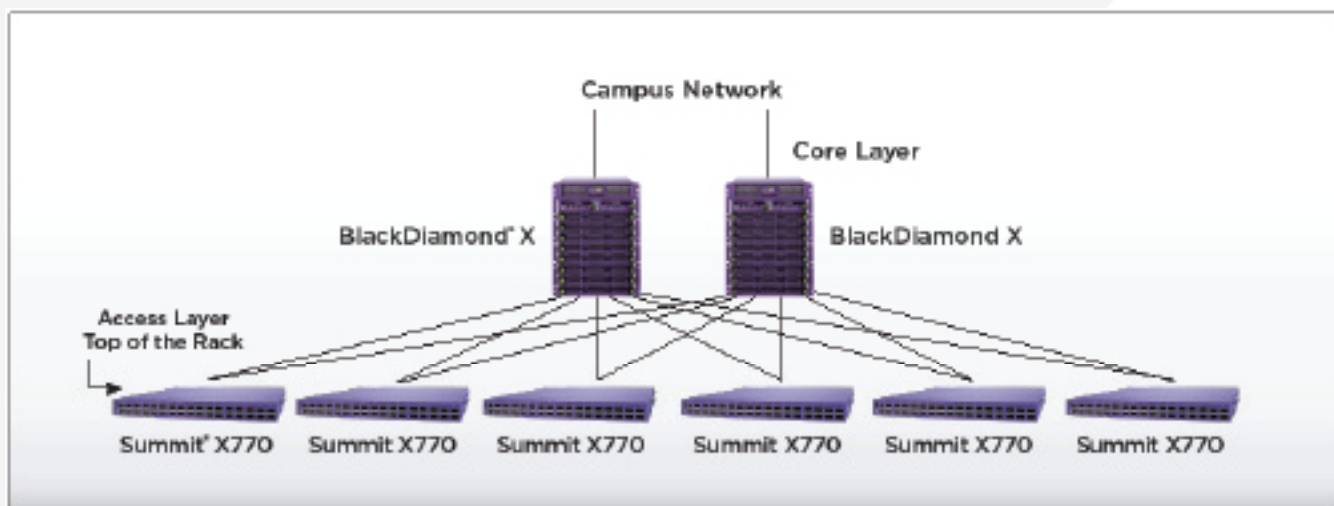 Campus Network
Core Layer
BlackDiamond® X
BlackDiamond X
Access Layer
Top of the Rack
Summit® X770
Summit X770
Summit X770
Summit X770
Summit X770
Summit X770